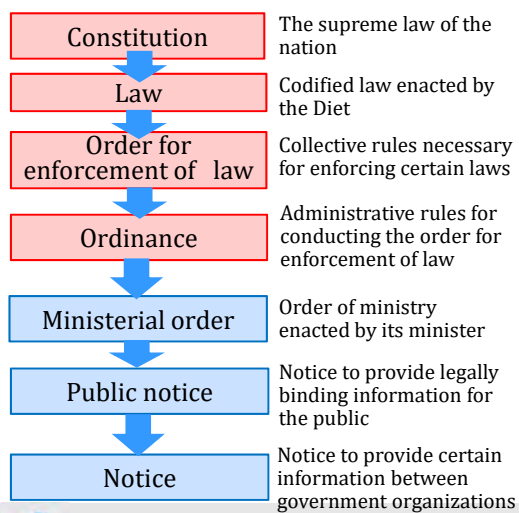 Constitution
The supreme law of the
nation
Law
Codified law enacted by
the Diet
Order for
enforcement of law
Collective rules necessary
for enforcing certain laws
Ordinance
Administrative rules for
conducting the order for
enforcement of law
Ministerial order
Order of ministry
enacted by its minister
Public notice
Notice to provide legally
binding information for
the public
Notice
Notice to provide certain
information between
government organizations